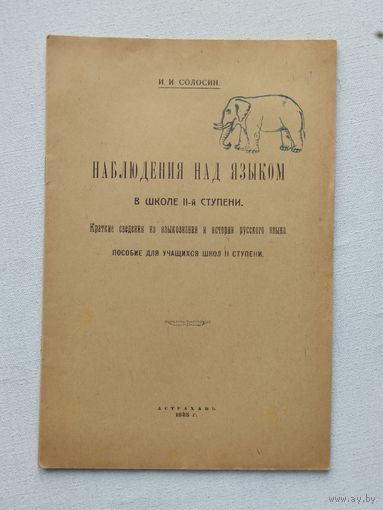 И. И СОЛОСИН.
НАБЛЮДЕНИЯ НАД ЯЗЫКОМ
В ШКОЛЕ II-й СТУПЕНИ.
Краткие сведения из языкознания и истории русского языка
ПОСОБИЕ ДЛЯ УЧАЩИХСЯ ШКОЛ II СТУПЕНИ.
АСТРАХАНЬ
г.
www.ay.by